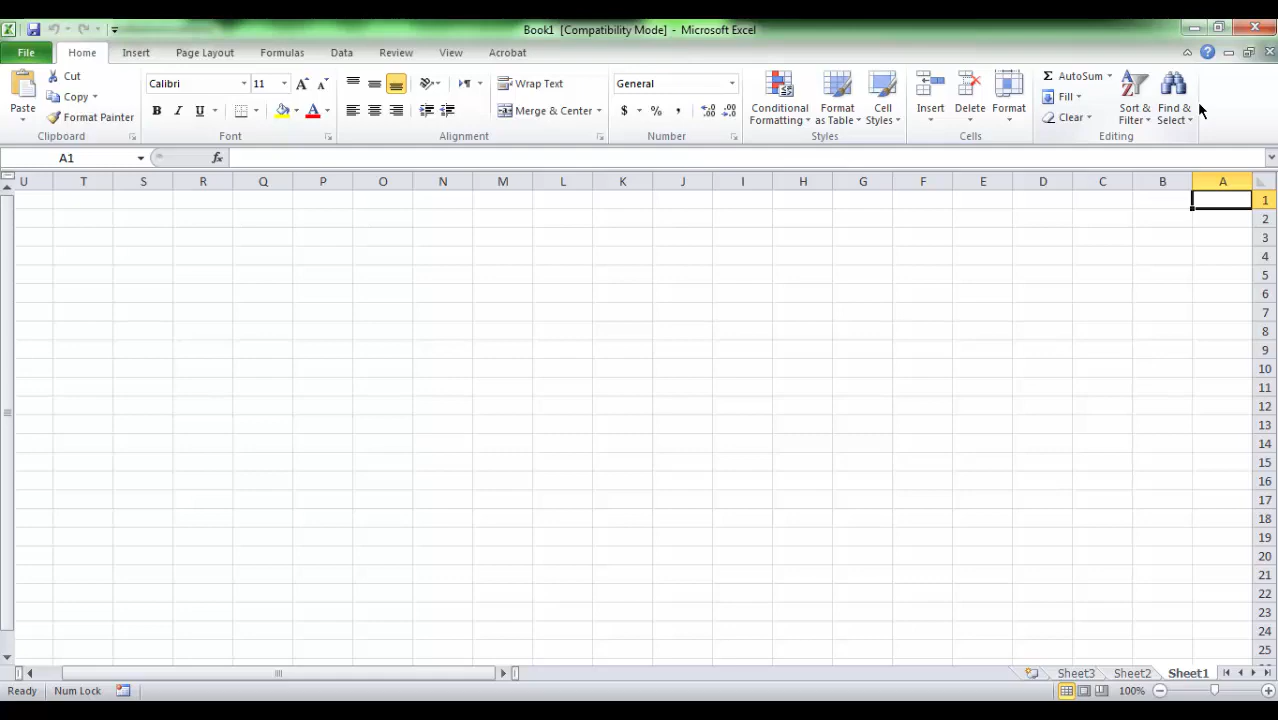 Book1 [Compatibility Mode] - Microsoft Excel
File Home Insert Page Layout Formulas Data Review View Acrobat
Paste
Cut
Copy
Format Painter
Clipboard
Calibri 11
B I U A
Font
Wrap Text
Merge & Center
Alignment
General
$ % ,
Number
Conditional Formatting
Format as Table
Cell Styles
Styles
Insert Delete Format
Cells
Σ AutoSum
Fill
Clear
Sort & Filter
Find & Select
Editing
A1 fx
U T S R Q P O N M L K J I H G F E D C B A
1
2
3
4
5
6
7
8
9
10
11
12
13
14
15
16
17
18
19
20
21
22
23
24
25
Sheet3 Sheet2 Sheet1
Ready Num Lock 100%